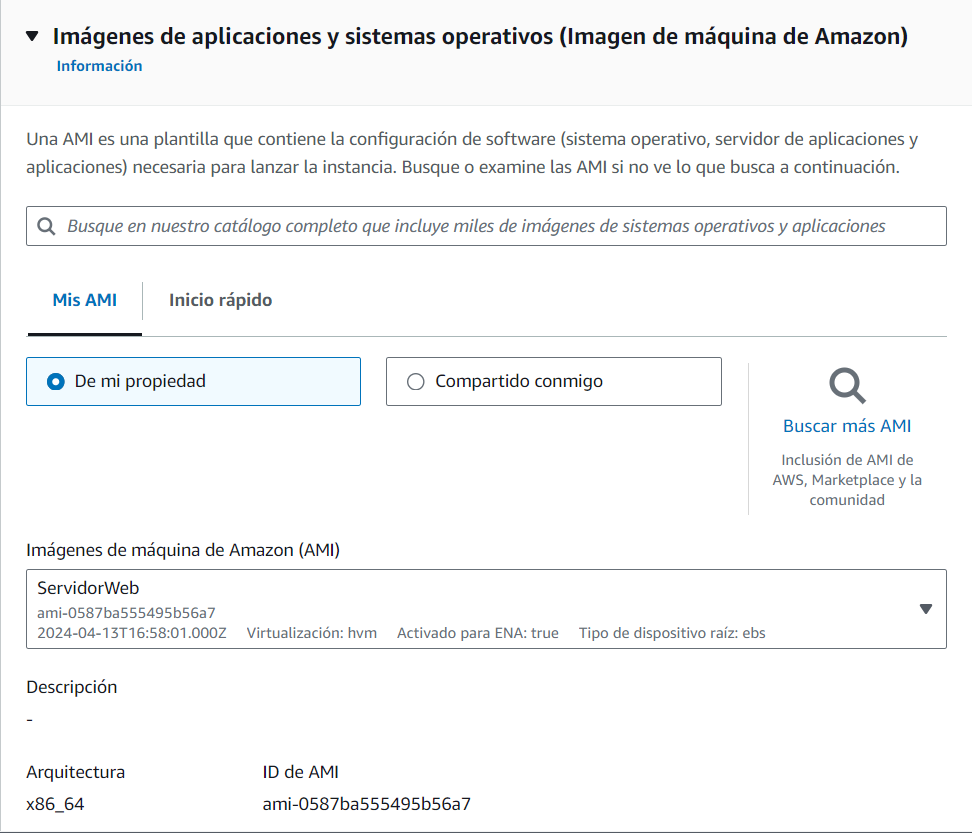 Imágenes de aplicaciones y sistemas operativos (Imagen de máquina de Amazon)
Información
Una AMI es una plantilla que contiene la configuración de software (sistema operativo, servidor de aplicaciones y
aplicaciones) necesaria para lanzar la instancia. Busque o examine las AMI si no ve lo que busca a continuación.
Busque en nuestro catálogo completo que incluye miles de imágenes de sistemas operativos y aplicaciones
Mis AMI
Inicio rápido
De mi propiedad
Compartido conmigo
Buscar más AMI
Inclusión de AMI de
AWS, Marketplace y la
comunidad
Imágenes de máquina de Amazon (AMI)
ServidorWeb
ami-0587ba555495b56a7
2024-04-13T16:58:01.000Z Virtualización: hvm Activado para ENA: true Tipo de dispositivo raíz: ebs
Descripción
-
Arquitectura ID de AMI
x86_64 ami-0587ba555495b56a7